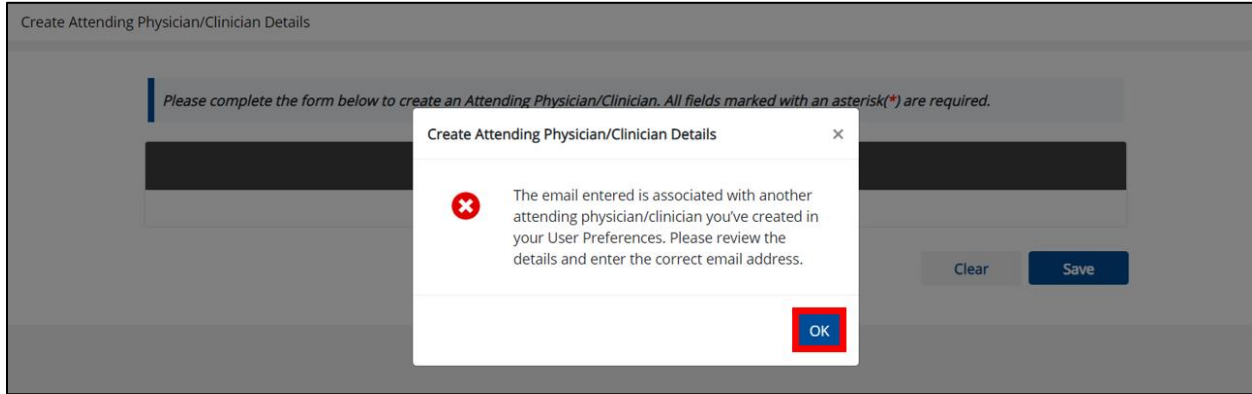 Create Attending Physician/Clinician Details
Please complete the form below to create an Attending Physician/Clinician. All fields marked with an asterisk(*) are required.
Create Attending Physician/Clinician Details ×
The email entered is associated with another
attending physician/clinician you've created in
your User Preferences. Please review the
details and enter the correct email address.
Clear Save
OK